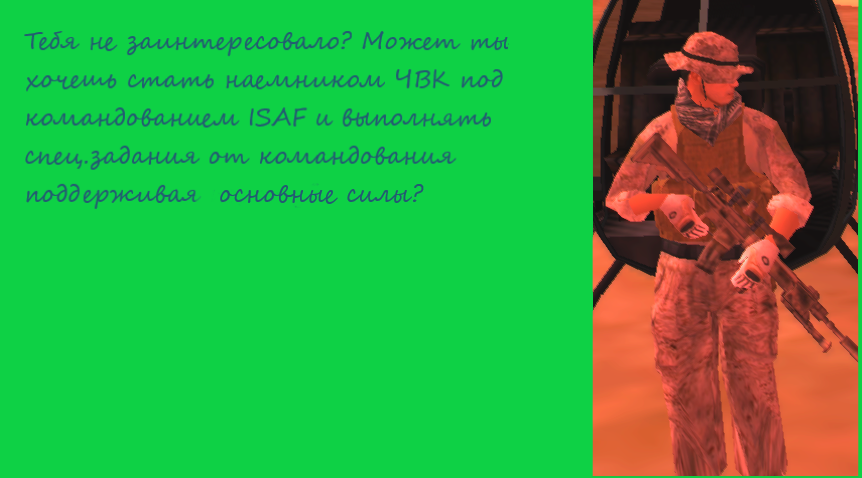 Тебя не заинтересовало? Может ты
хочешь стать наемником ЧВК под
командованием ISAF и выполнять
спец.задания от командования
поддерживая основные силы?